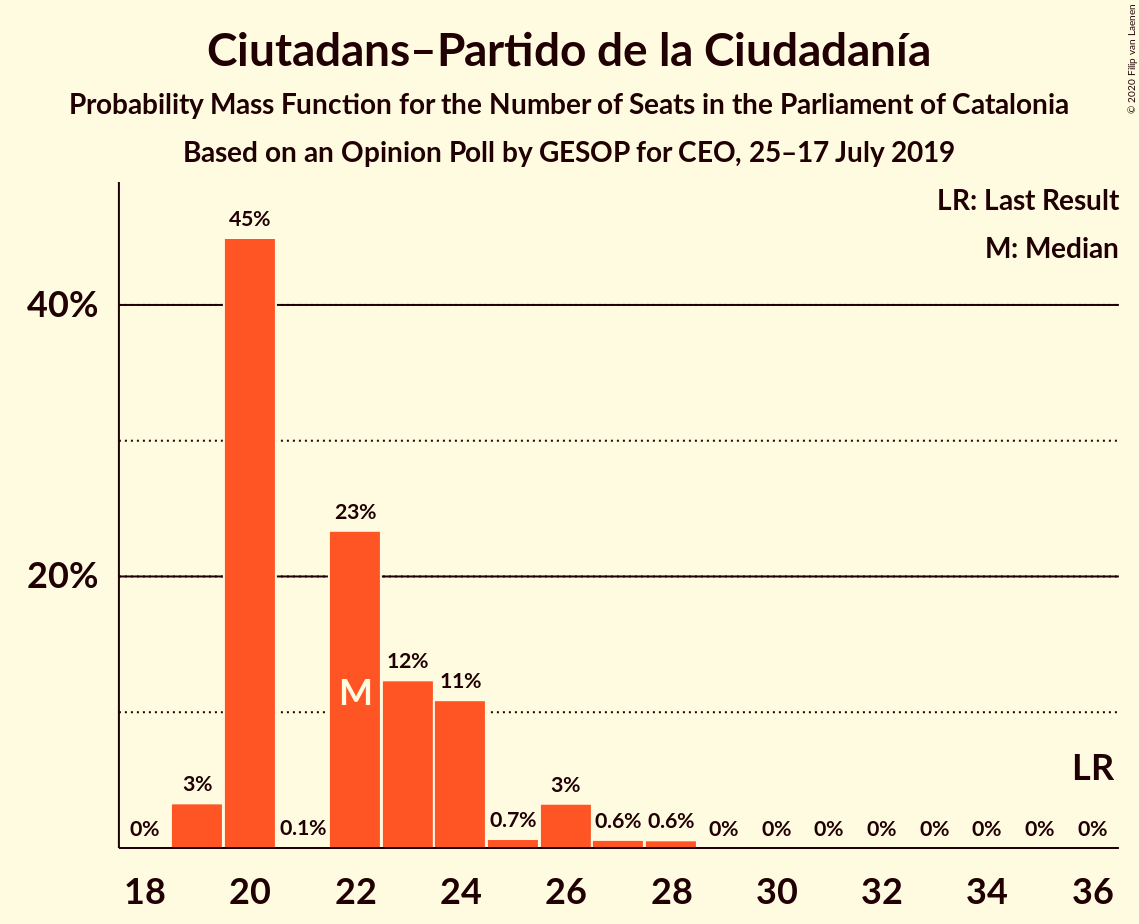 Ciutadans–Partido de la Ciudadanía
Probability Mass Function for the Number of Seats in the Parliament of Catalonia
Based on an Opinion Poll by GESOP for CEO, 25–17 July 2019
© 2020 Filip van Laenen
LR: Last Result
M: Median
40%
20%
0%
3%
45%
0.1%
23%
12%
11%
0.7%
3%
0.6%
0.6%
0%
0%
0%
0%
0%
0%
0%
0%
M
LR
18 20 22 24 26 28 30 32 34 36